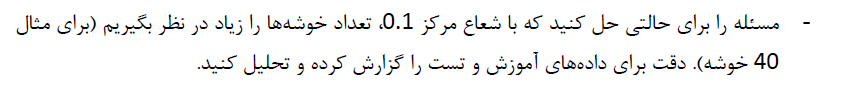 - مسئله را برای حالتی حل کنید که با شعاع مرکز 0.1، تعداد خوشه‌ها را زیاد در نظر بگیریم (برای مثال
40 خوشه). دقت برای داده‌های آموزش و تست را گزارش کرده و تحلیل کنید.